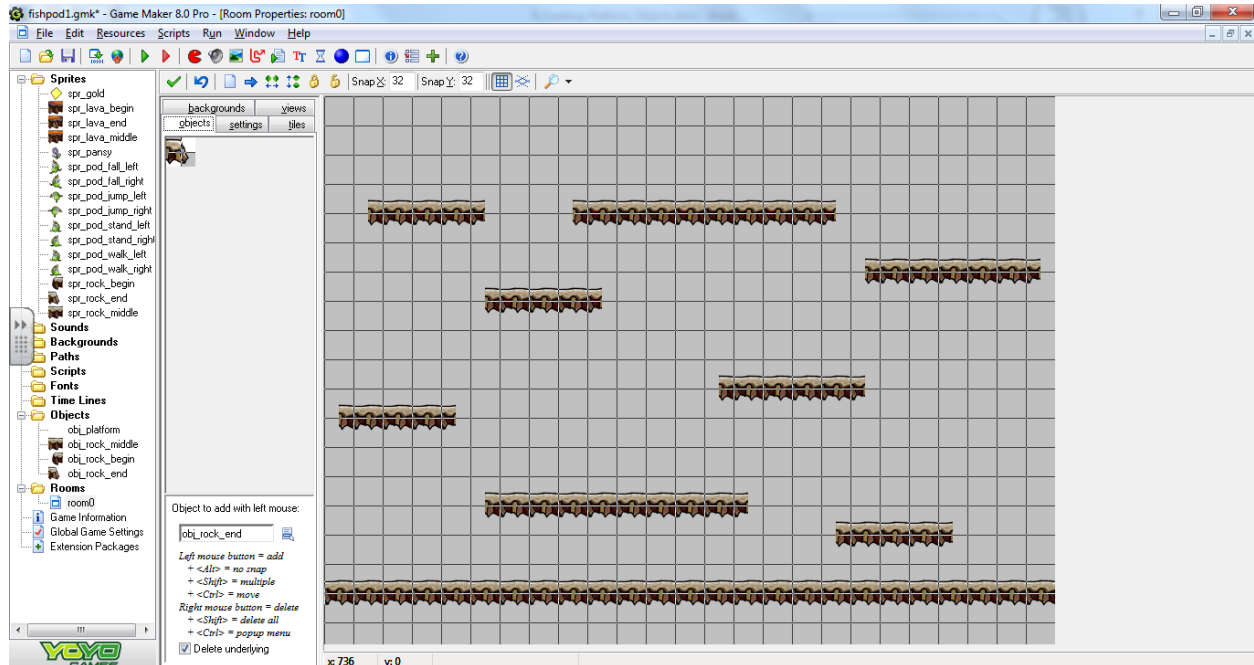 fishpod1.gmk* - Game Maker 8.0 Pro - [Room Properties: room0]
File Edit Resources Scripts Run Window Help
Snap X: 32 Snap Y: 32
Sprites
spr_gold
spr_lava_begin
spr_lava_end
spr_lava_middle
spr_pansy
spr_pod_fall_left
spr_pod_fall_right
spr_pod_jump_left
spr_pod_jump_right
spr_pod_stand_left
spr_pod_stand_right
spr_pod_walk_left
spr_pod_walk_right
spr_rock_begin
spr_rock_end
spr_rock_middle
Sounds
Backgrounds
Paths
Scripts
Fonts
Time Lines
Objects
obj_platform
obj_rock_middle
obj_rock_begin
obj_rock_end
Rooms
room0
Game Information
Global Game Settings
Extension Packages
YOYO
GAMES
backgrounds views
objects settings tiles
Object to add with left mouse:
obj_rock_end
Left mouse button = add
+ <Alt> = no snap
+ <Shift> = multiple
+ <Ctrl> = move
Right mouse button = delete
+ <Shift> = delete all
+ <Ctrl> = popup menu
Delete underlying
x: 736 y: 0